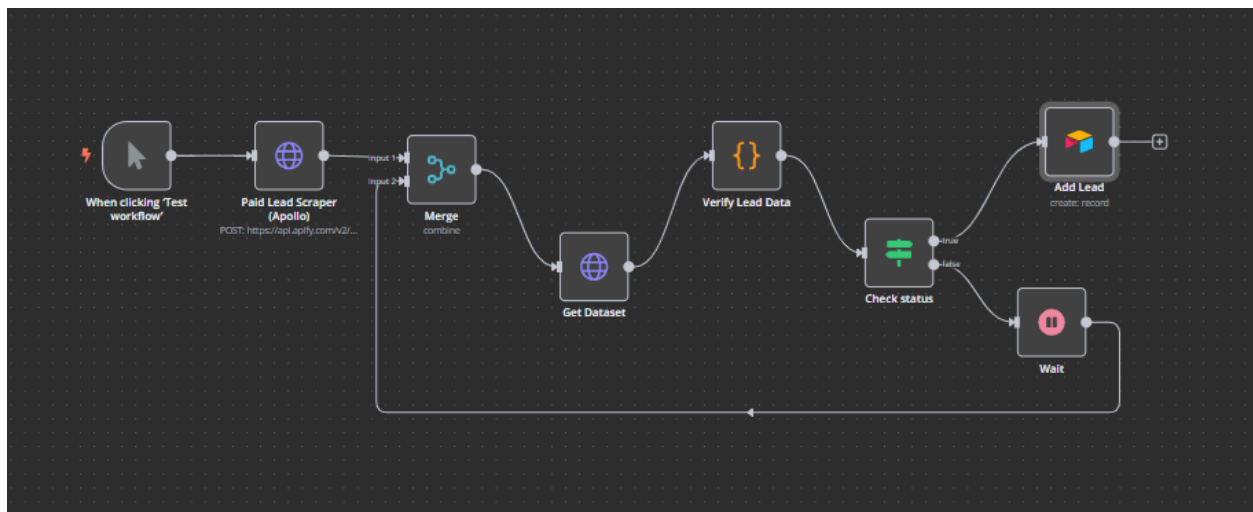 When clicking ‘Test
workflow’
Paid Lead Scraper
(Apollo)
POST: https://api.apify.com/v2/...
Input 1
Input 2
Merge
combine
Get Dataset
Verify Lead Data
Check status
true
false
Add Lead
create: record
Wait